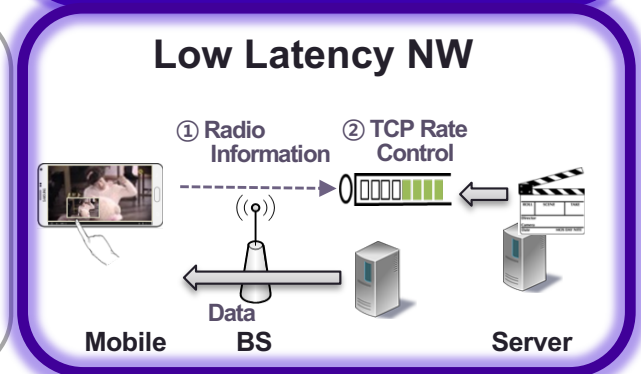 Low Latency NW
① Radio
Information
② TCP Rate
Control
Data
Mobile
BS
Server